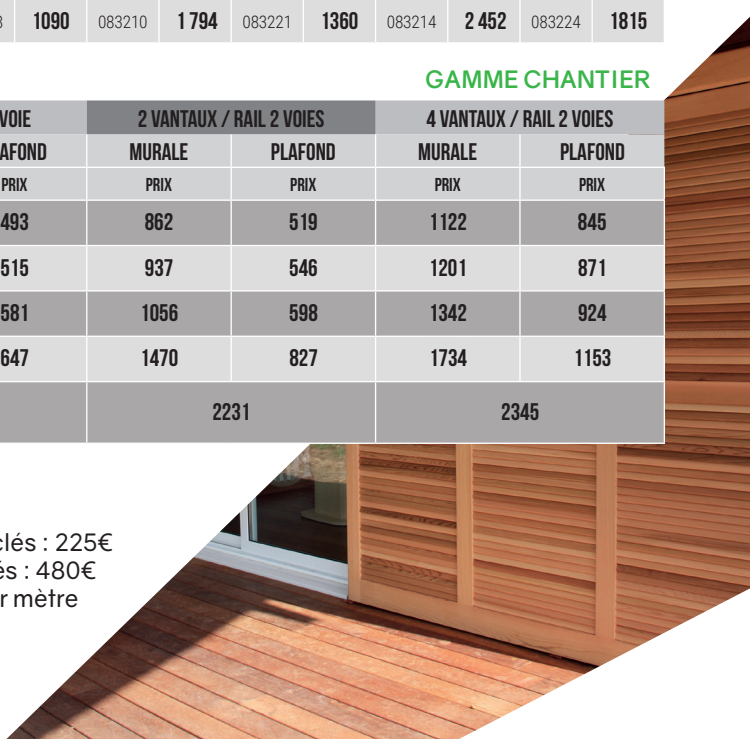 1090 083210 1 794 083221 1360 083214 2 452 083224 1815
GAMME CHANTIER
VOIE 2 VANTAUX / RAIL 2 VOIES 4 VANTAUX / RAIL 2 VOIES
AFOND MURALE PLAFOND MURALE PLAFOND
PRIX PRIX PRIX PRIX PRIX
493 862 519 1122 845
515 937 546 1201 871
581 1056 598 1342 924
647 1470 827 1734 1153
2231 2345
clés : 225€
és : 480€
r mètre